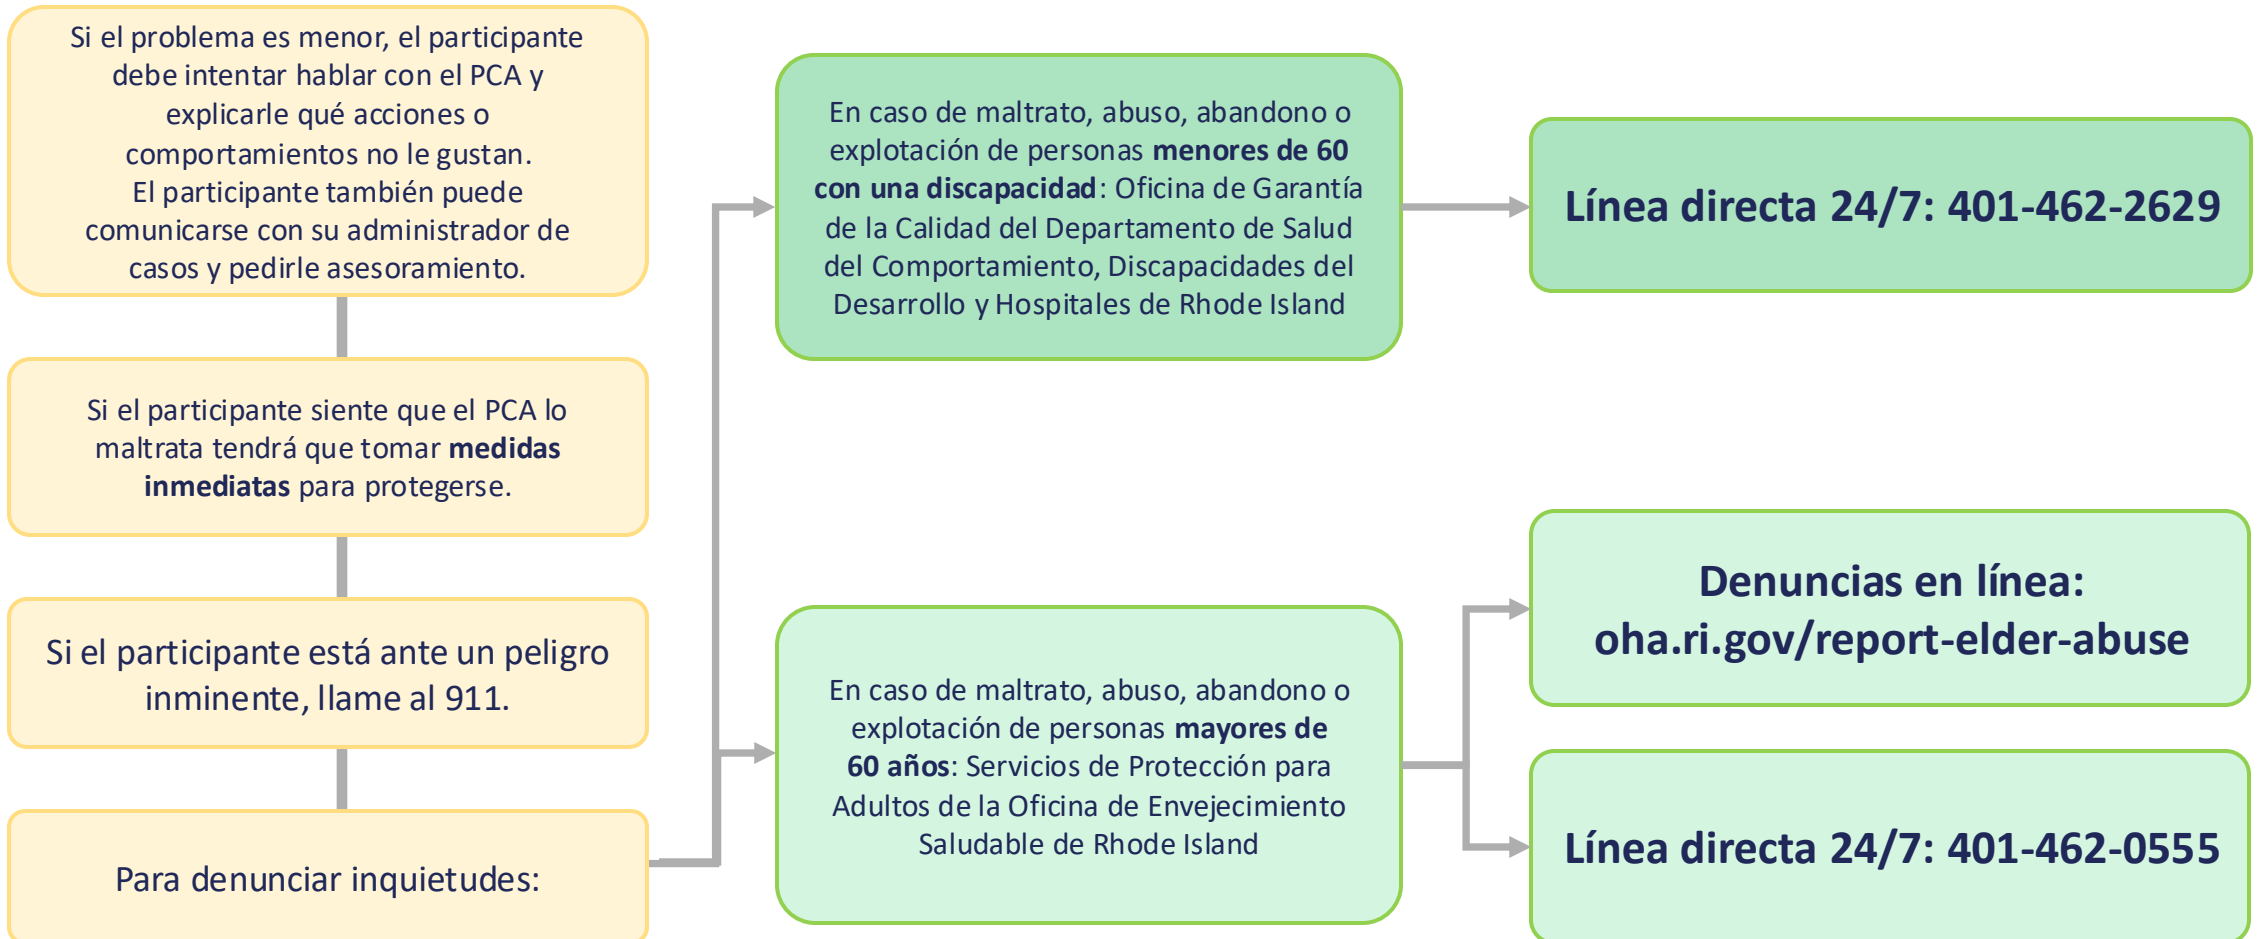 Si el problema es menor, el participante
debe intentar hablar con el PCA y
explicarle qué acciones o
comportamientos no le gustan.
El participante también puede
comunicarse con su administrador de
casos y pedirle asesoramiento.
Si el participante siente que el PCA lo
maltrata tendrá que tomar medidas
inmediatas para protegerse.
Si el participante está ante un peligro
inminente, llame al 911.
Para denunciar inquietudes:
En caso de maltrato, abuso, abandono o
explotación de personas menores de 60
con una discapacidad: Oficina de Garantía
de la Calidad del Departamento de Salud
del Comportamiento, Discapacidades del
Desarrollo y Hospitales de Rhode Island
Línea directa 24/7: 401-462-2629
En caso de maltrato, abuso, abandono o
explotación de personas mayores de
60 años: Servicios de Protección para
Adultos de la Oficina de Envejecimiento
Saludable de Rhode Island
Denuncias en línea:
oha.ri.gov/report-elder-abuse
Línea directa 24/7: 401-462-0555